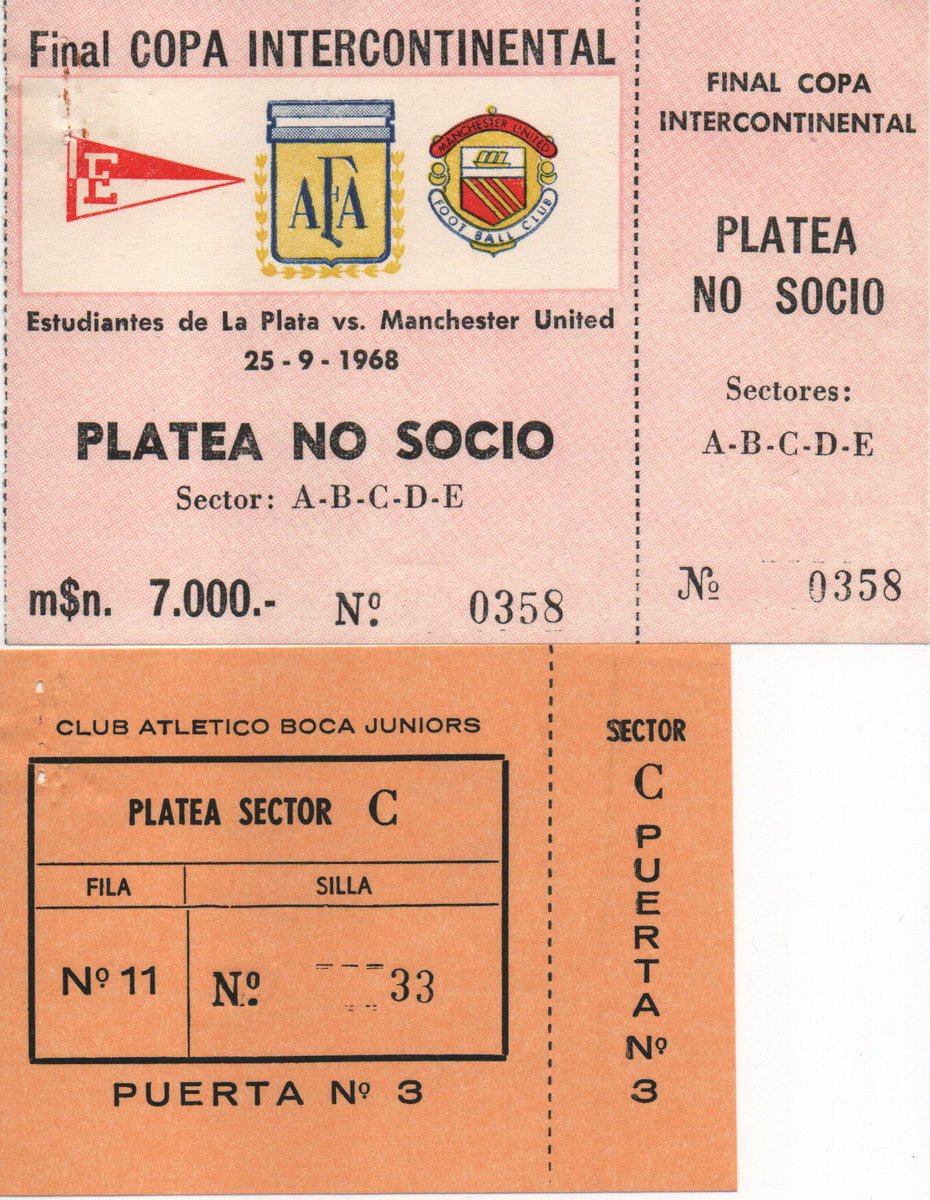 Final COPA INTERCONTINENTAL
E
AFA
MANCHESTER UNITED
FOOT BALL CLUB
Estudiantes de La Plata vs. Manchester United
25 - 9 - 1968
PLATEA NO SOCIO
Sector: A-B-C-D-E
m$n. 7.000.- Nº. 0358
FINAL COPA
INTERCONTINENTAL
PLATEA
NO SOCIO
Sectores:
A-B-C-D-E
Nº 0358
CLUB ATLETICO BOCA JUNIORS
PLATEA SECTOR C
FILA SILLA
Nº 11 Nº. 33
PUERTA Nº 3
SECTOR
C
PUERTA Nº 3